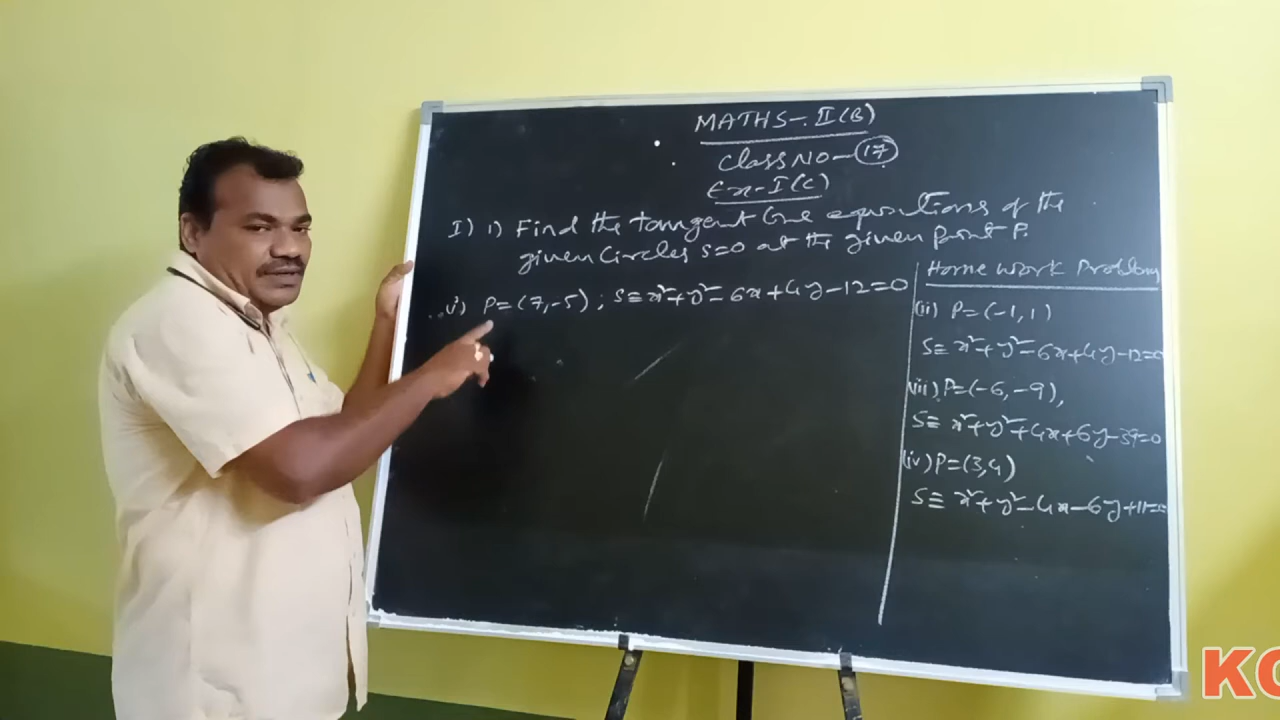 MATHS-II(B)
Class NO-17
Ex-I(C)
I) 1) Find the tangent line equations of the
given Circles S=0 at the given point P.
i) P=(7,-5) ; S≡x²+y²-6x+4y-12=0
Home Work Problems
(ii) P=(-1,1)
S≡ x²+y²-6x+4y-12=0
(iii) P=(-6,-9),
S≡ x²+y²+4x+6y-39=0
(iv) P=(3,4)
S≡ x²+y²-4x-6y+11=0
KO